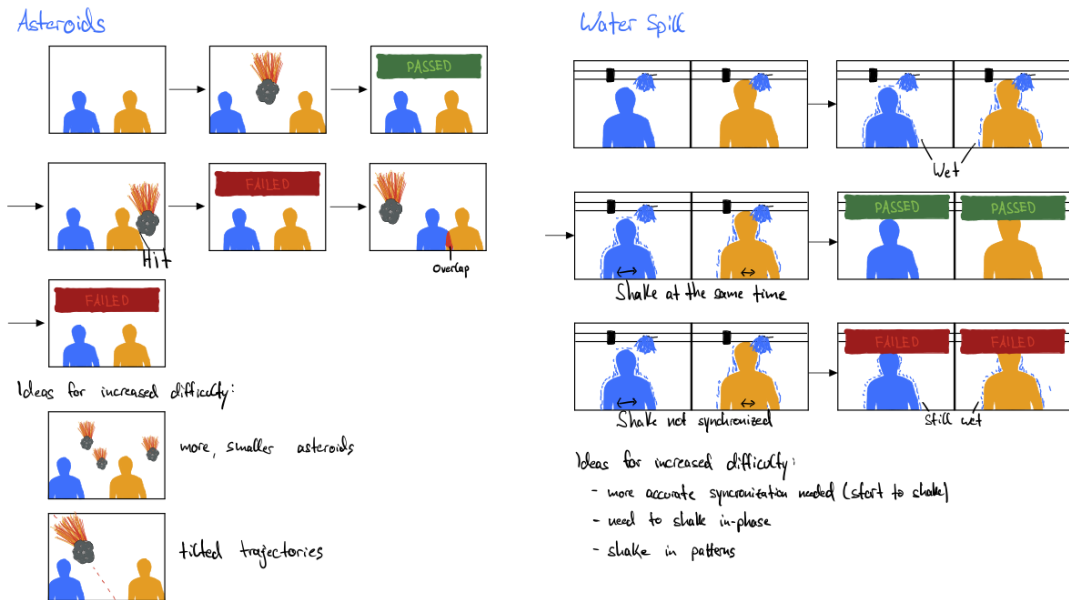 Asteroids
PASSED
Hit
FAILED
Overlap
FAILED
Ideas for increased difficulty:
more, smaller asteroids
tilted trajectories
Water Spill
Wet
PASSED PASSED
Shake at the same time
FAILED FAILED
Shake not synchronized
Still wet
Ideas for increased difficulty:
- more accurate syncronization needed (start to shake)
- need to shake in-phase
- shake in patterns